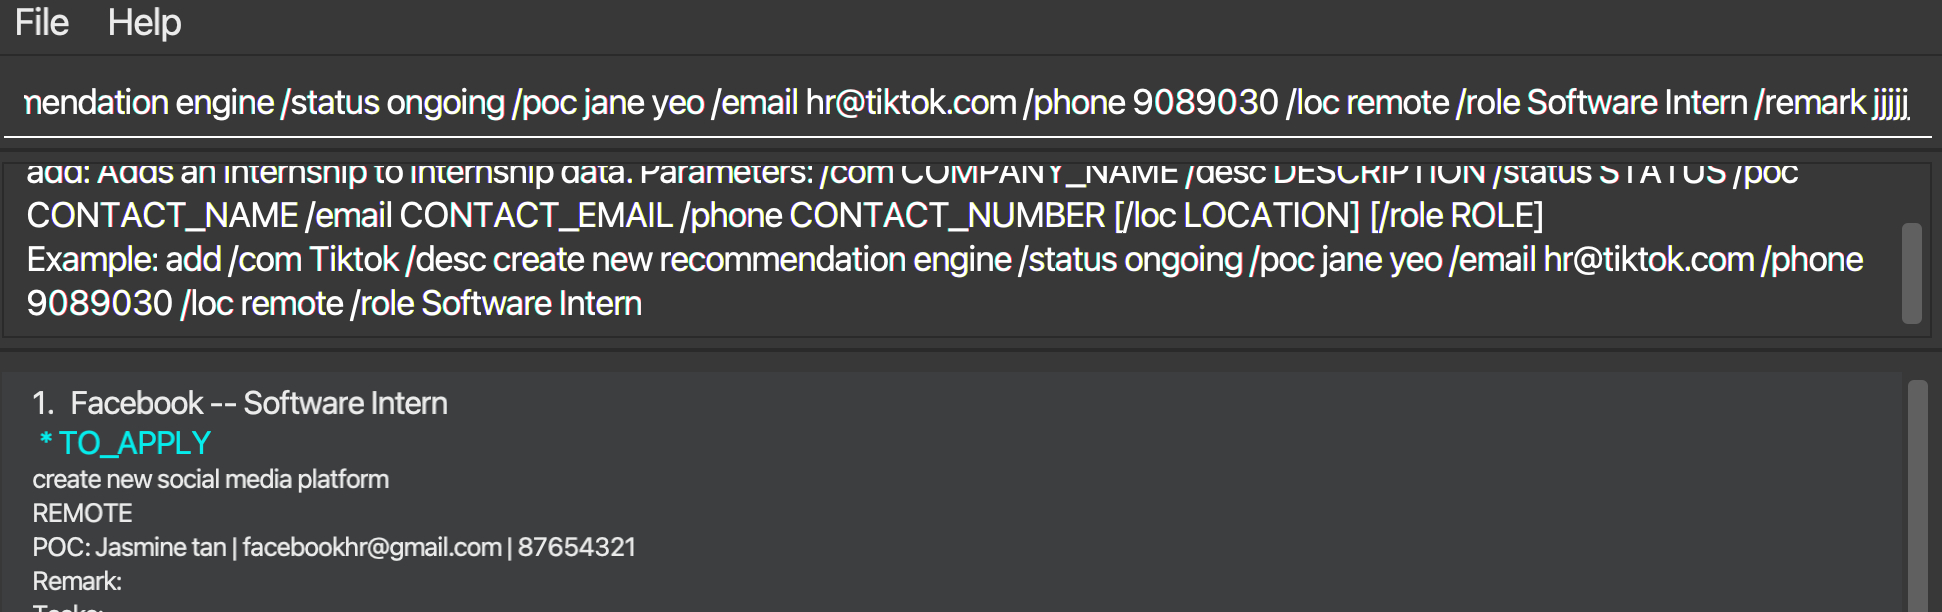 File Help
mendation engine /status ongoing /poc jane yeo /email hr@tiktok.com /phone 9089030 /loc remote /role Software Intern /remark jjjjj
add: Adds an internship to internship data. Parameters: /com COMPANY_NAME /desc DESCRIPTION /status STATUS /poc
CONTACT_NAME /email CONTACT_EMAIL /phone CONTACT_NUMBER [/loc LOCATION] [/role ROLE]
Example: add /com Tiktok /desc create new recommendation engine /status ongoing /poc jane yeo /email hr@tiktok.com /phone
9089030 /loc remote /role Software Intern
1. Facebook -- Software Intern
* TO_APPLY
create new social media platform
REMOTE
POC: Jasmine tan | facebookhr@gmail.com | 87654321
Remark:
Tasks: